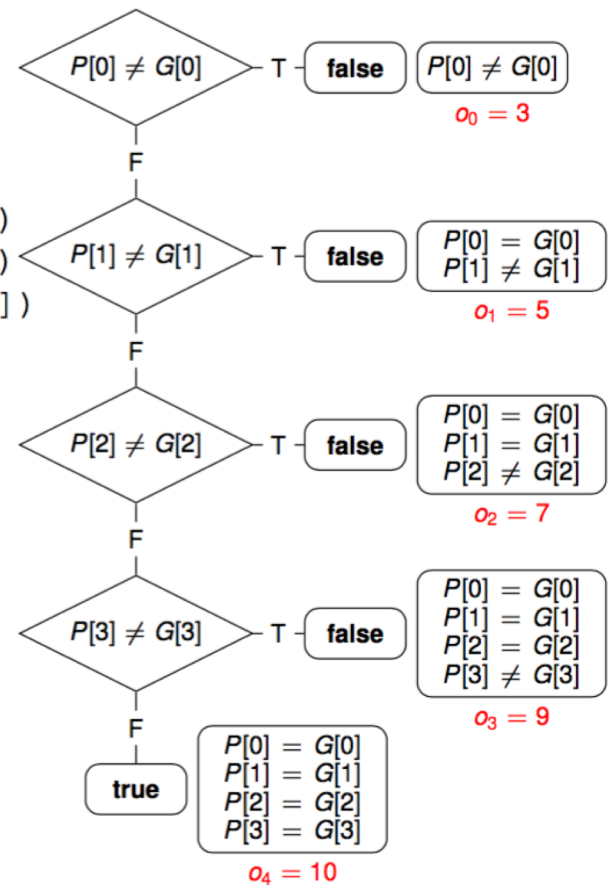 P[0] ≠ G[0]
T
false
P[0] ≠ G[0]
o₀ = 3
F
)
)
] )
P[1] ≠ G[1]
T
false
P[0] = G[0]
P[1] ≠ G[1]
o₁ = 5
F
P[2] ≠ G[2]
T
false
P[0] = G[0]
P[1] = G[1]
P[2] ≠ G[2]
o₂ = 7
F
P[3] ≠ G[3]
T
false
P[0] = G[0]
P[1] = G[1]
P[2] = G[2]
P[3] ≠ G[3]
o₃ = 9
F
true
P[0] = G[0]
P[1] = G[1]
P[2] = G[2]
P[3] = G[3]
o₄ = 10